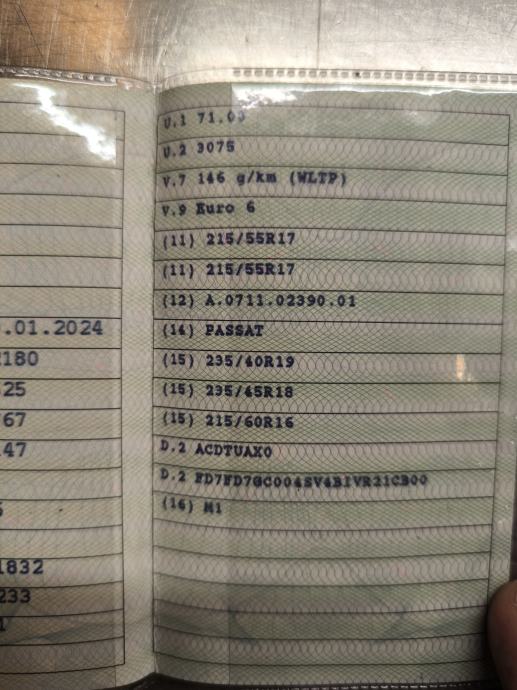 .01.2024
180
25
67
47
1832
233
1
U.1 71.00
U.2 3075
V.7 146 g/km (WLTP)
V.9 Euro 6
(11) 215/55R17
(11) 215/55R17
(12) A.0711.02390.01
(14) PASSAT
(15) 235/40R19
(15) 235/45R18
(15) 215/60R16
D.2 ACDTUAX0
D.2 FD7FD7GC004SV4BIVR21CB00
(16) M1